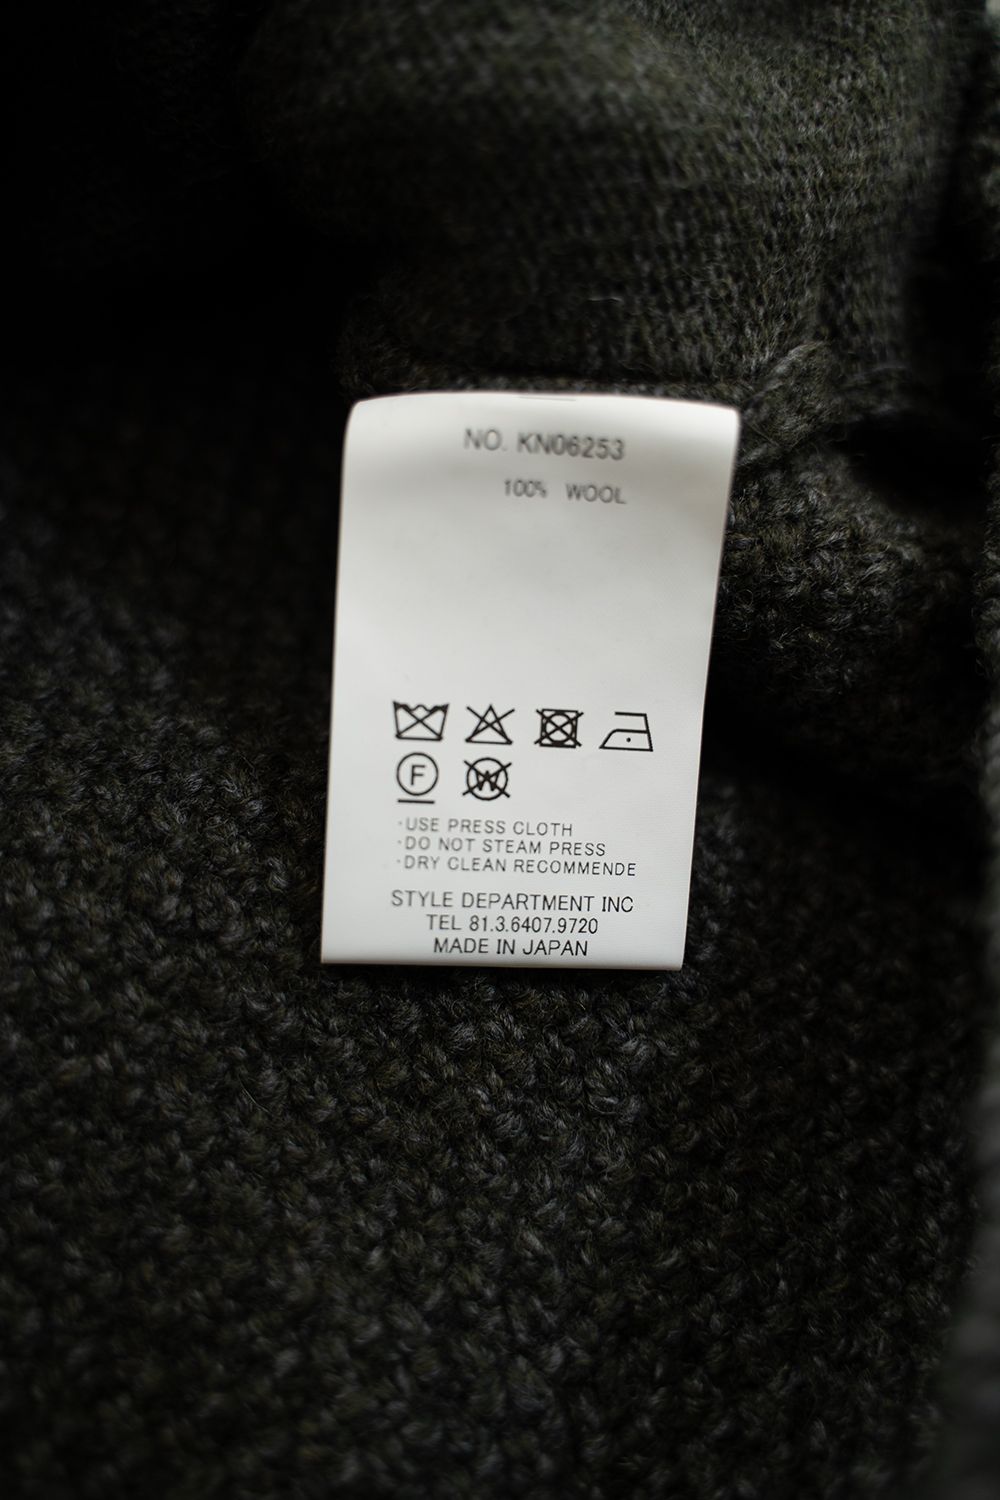 NO. KN06253
100% WOOL
F W
·USE PRESS CLOTH
·DO NOT STEAM PRESS
·DRY CLEAN RECOMMENDE
STYLE DEPARTMENT INC
TEL 81.3.6407.9720
MADE IN JAPAN